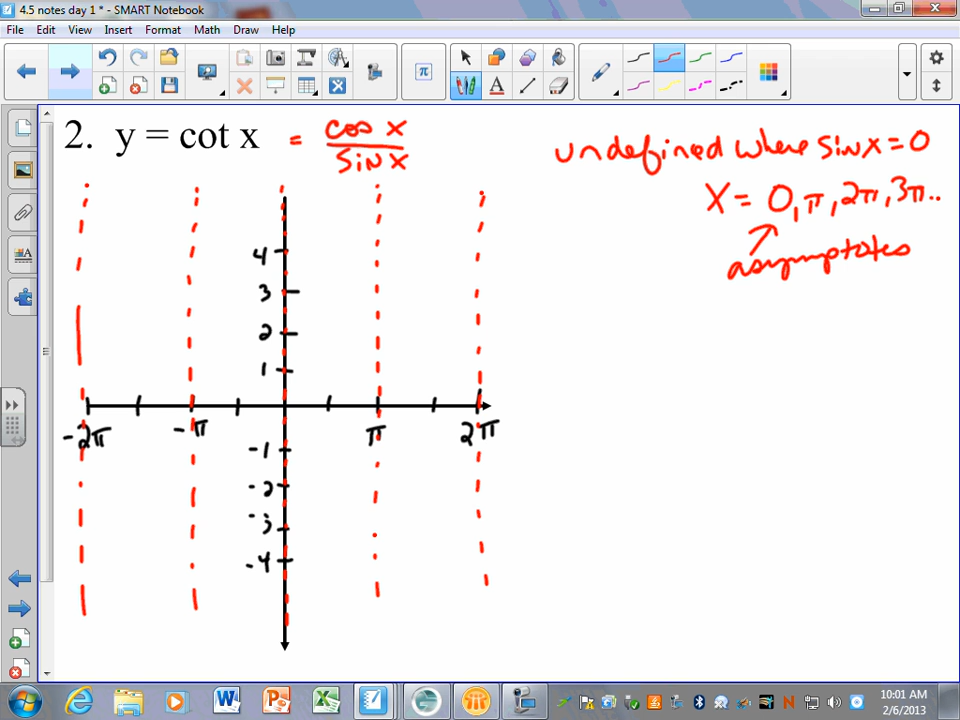 4.5 notes day 1 * - SMART Notebook
File Edit View Insert Format Math Draw Help
π
A
2. y = cot x = cos x / sin x
undefined where sin x = 0
x = 0, π, 2π, 3π..
asymptotes
4
3
2
1
-2π -π π 2π
-1
-2
-3
-4
10:01 AM
2/6/2013